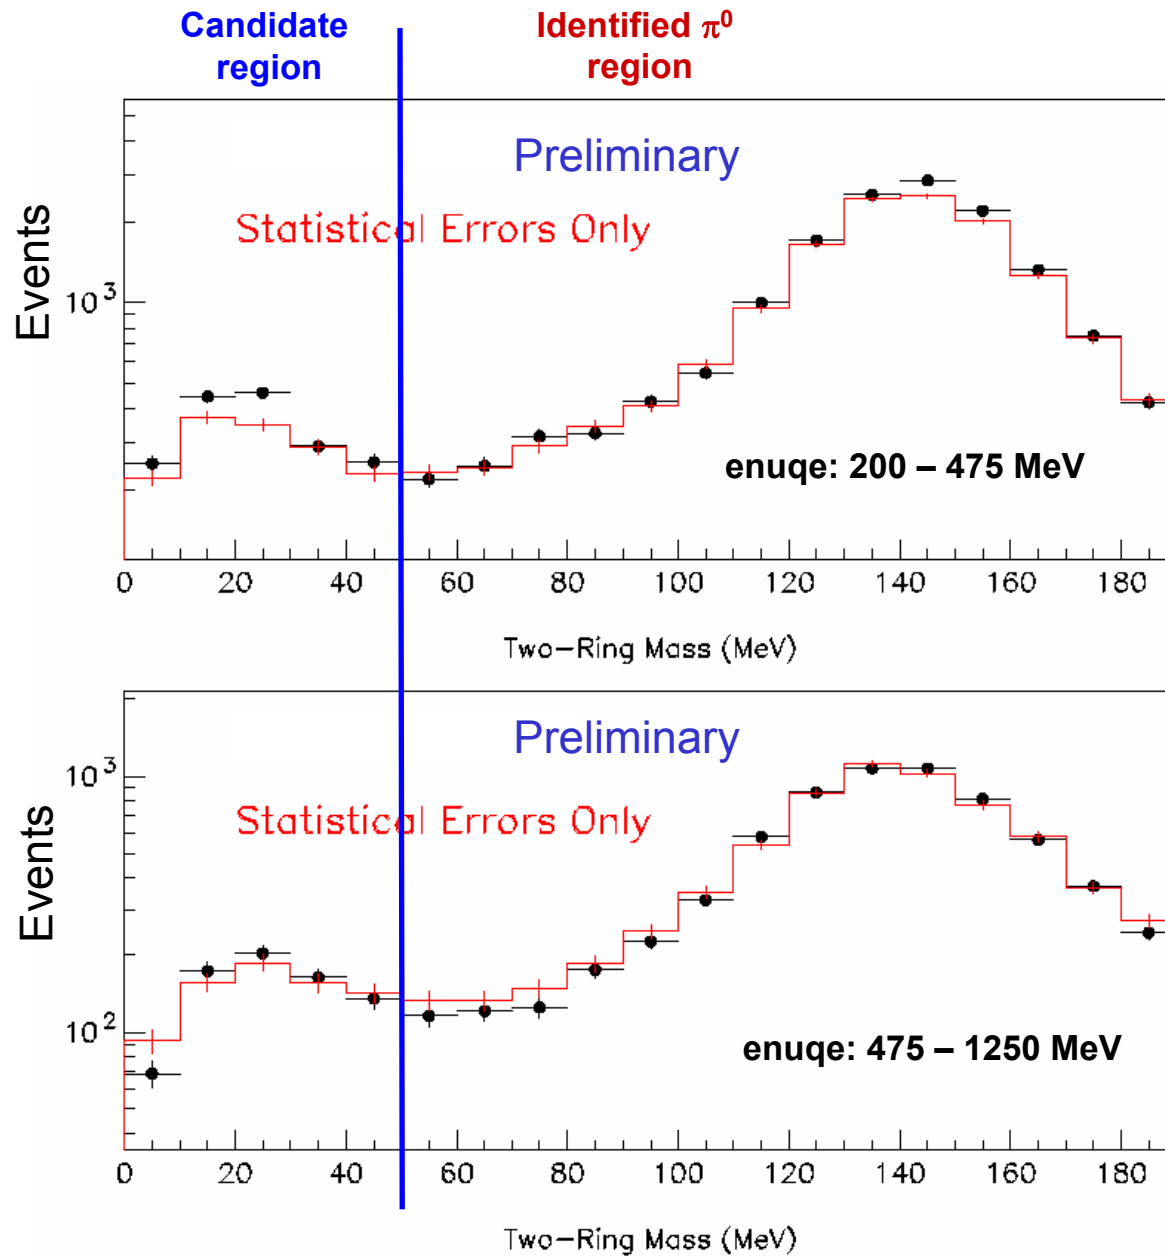 Candidate
region
Identified π⁰
region
Preliminary
Statistical Errors Only
Events
10³
enuqe: 200 – 475 MeV
0 20 40 60 80 100 120 140 160 180
Two-Ring Mass (MeV)
Preliminary
10³
Statistical Errors Only
Events
10²
enuqe: 475 – 1250 MeV
0 20 40 60 80 100 120 140 160 180
Two-Ring Mass (MeV)